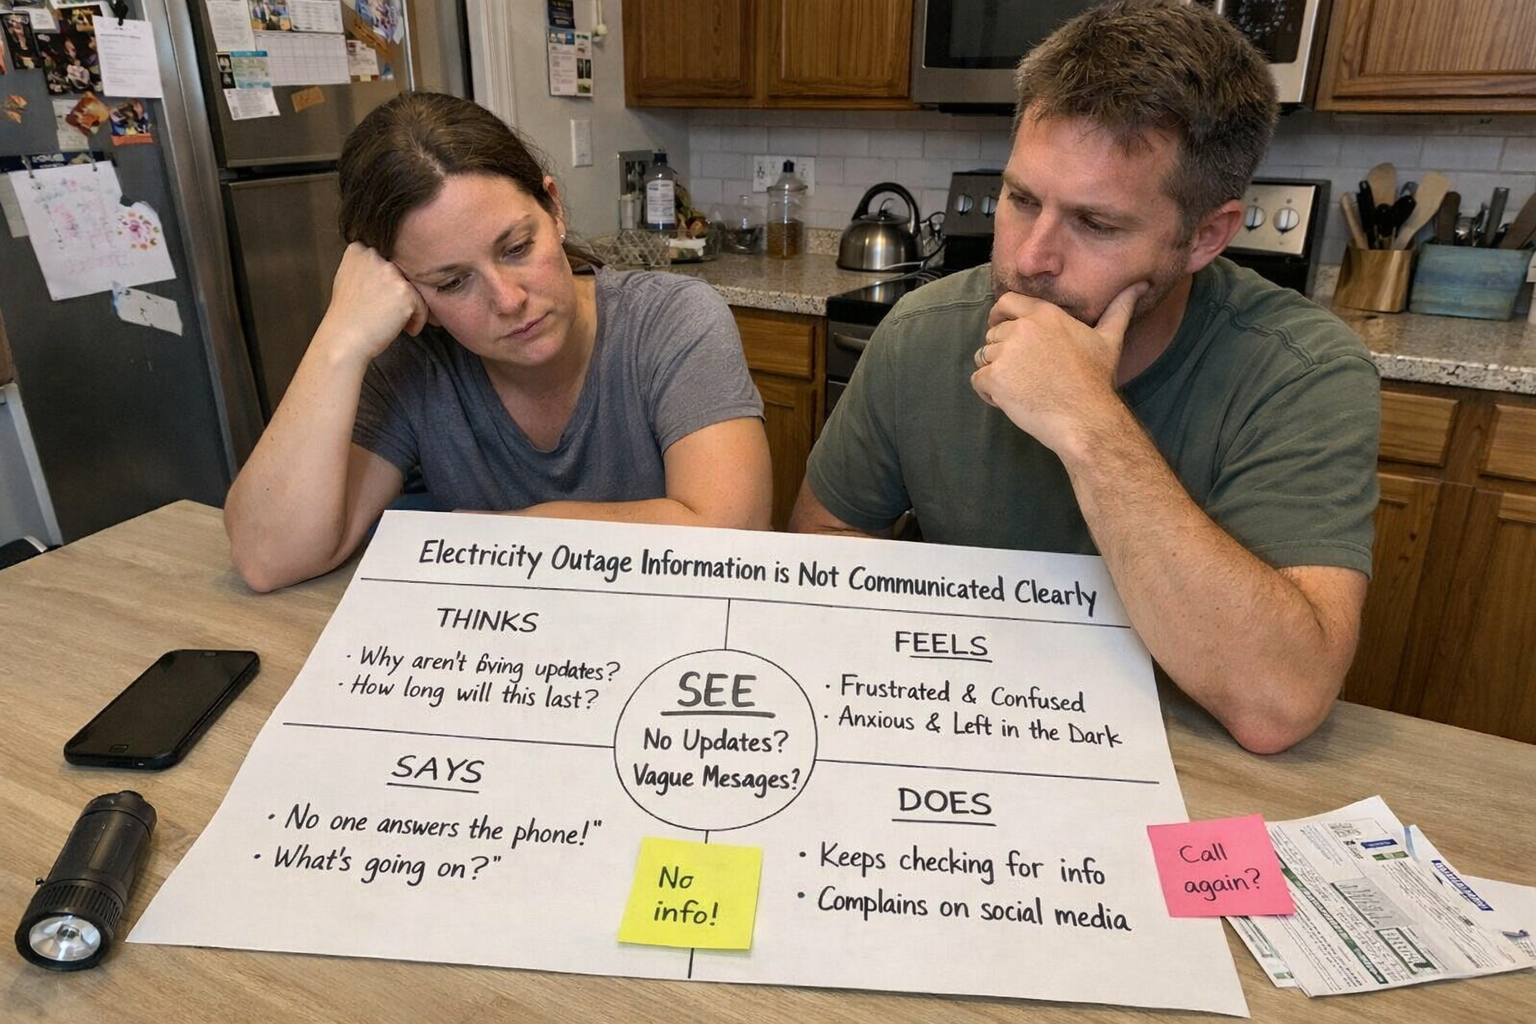 Electricity Outage Information is Not Communicated Clearly
THINKS
· Why aren't bving updates?
· How long will this last?
FEELS
· Frustrated & Confused
· Anxious & Left in the Dark
SEE
No Updates?
Vague Mesages?
SAYS
· No one answers the phone!"
· What's going on?"
DOES
· Keeps checking for info
· Complains on social media
No
info!
Call
again?